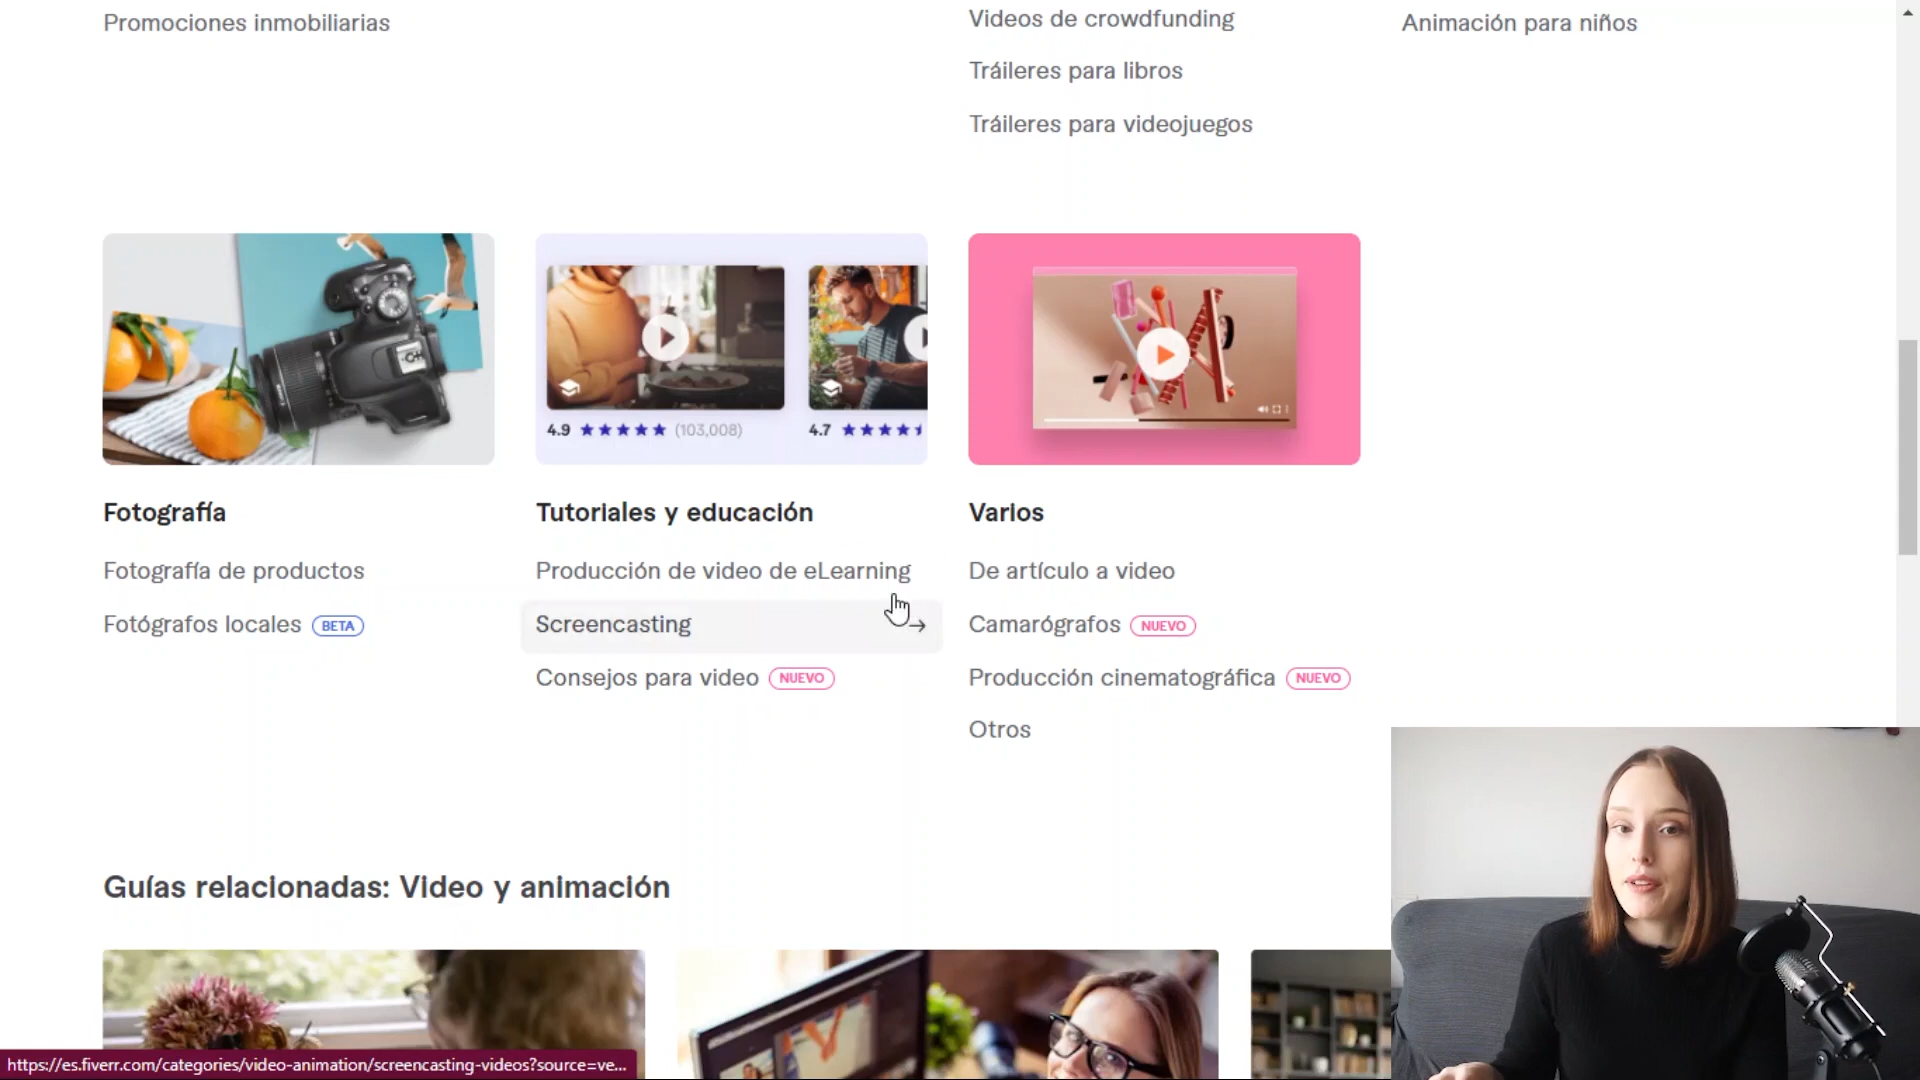 Promociones inmobiliarias
Videos de crowdfunding
Tráileres para libros
Tráileres para videojuegos
Animación para niños
4.9 (103,008)
4.7
Fotografía
Fotografía de productos
Fotógrafos locales BETA
Tutoriales y educación
Producción de video de eLearning
Screencasting
Consejos para video NUEVO
Varios
De artículo a video
Camarógrafos NUEVO
Producción cinematográfica NUEVO
Otros
Guías relacionadas: Video y animación
https://es.fiverr.com/categories/video-animation/screencasting-videos?source=ve...